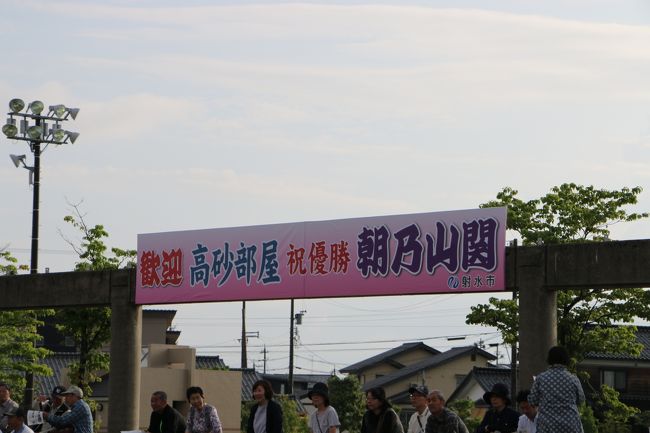 歓迎 高砂部屋 祝優勝 朝乃山関
射水市